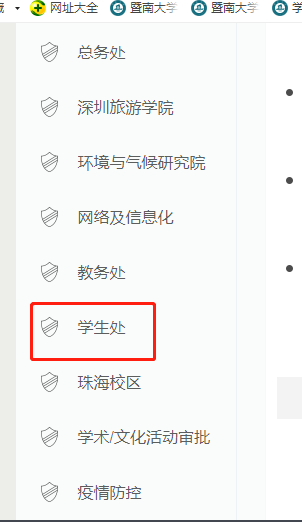 网址大全 暨南大学 暨南大学
总务处
深圳旅游学院
环境与气候研究院
网络及信息化
教务处
学生处
珠海校区
学术/文化活动审批
疫情防控